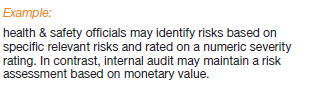 Example:
health & safety officials may identify risks based on
specific relevant risks and rated on a numeric severity
rating. In contrast, internal audit may maintain a risk
assessment based on monetary value.